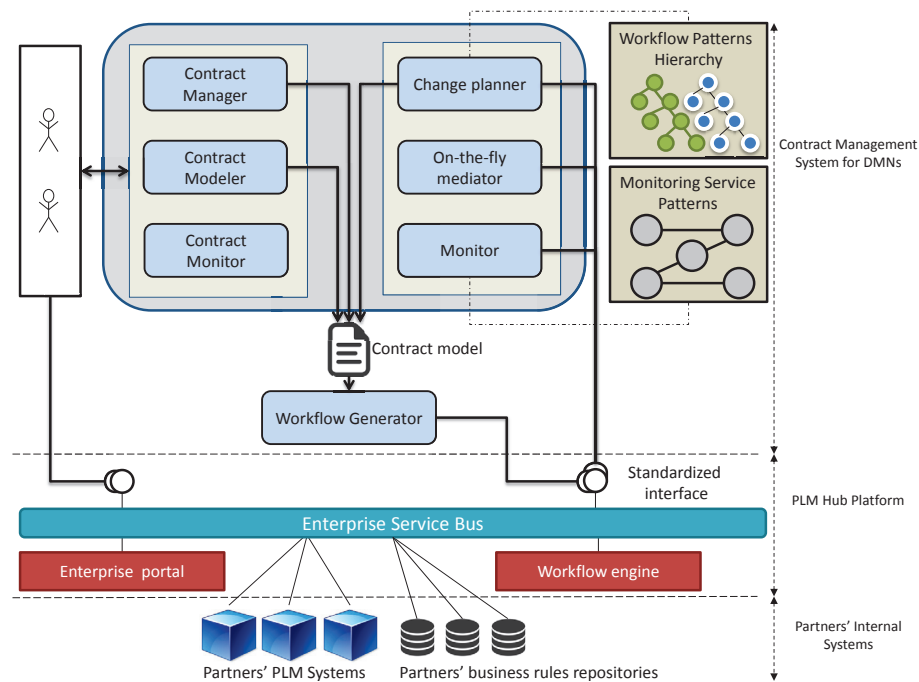 Contract
Manager
Contract
Modeler
Contract
Monitor
Change planner
On-the-fly
mediator
Monitor
Workflow Patterns
Hierarchy
Monitoring Service
Patterns
Contract Management
System for DMNs
Contract model
Workflow Generator
Standardized
interface
PLM Hub Platform
Enterprise Service Bus
Enterprise portal
Workflow engine
Partners' PLM Systems
Partners' business rules repositories
Partners' Internal
Systems